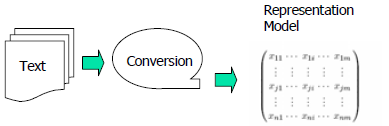 Representation
Model
Text
Conversion
x11 ⋯ x1i ⋯ x1m
⋮ ⋮ ⋮ ⋮ ⋮
xj1 ⋯ xji ⋯ xjm
⋮ ⋮ ⋮ ⋮ ⋮
xn1 ⋯ xni ⋯ xnm